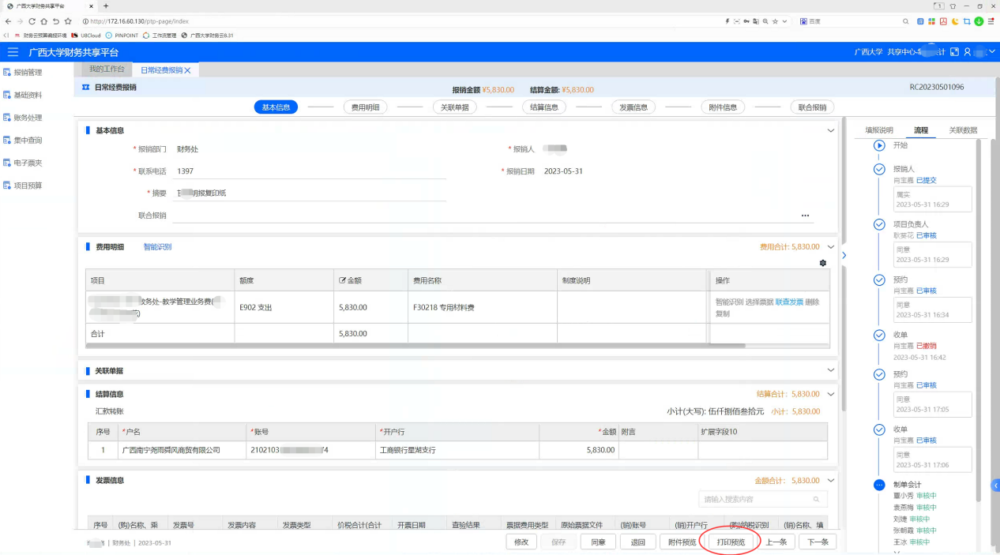 广西大学财务共享平台
http://172.16.60.130/ptp-page/index
百度
财务云预算编报环境 U8Cloud PINPOINT 工作流管理 广西大学财务云8.31
广西大学财务共享平台
广西大学 共享中心 计
报销管理
基础资料
账务处理
集中查询
电子票夹
项目预算
我的工作台 日常经费报销
日常经费报销
报销金额 ¥5,830.00 结算金额: ¥5,830.00
RC20230501096
基本信息 费用明细 关联单据 结算信息 发票信息 附件信息 联合报销
基本信息
* 报销部门 财务处 * 报销人
* 联系电话 1397 * 报销日期 2023-05-31
* 摘要 报复印纸
联合报销 ...
费用明细 智能识别 费用合计: 5,830.00
项目 额度 金额 费用名称 制度说明 操作
务处-教学管理业务费( E902 支出 5,830.00 F30218 专用材料费 智能识别 选择票据 联查发票 删除
复制
合计 5,830.00
关联单据
结算信息 结算合计: 5,830.00
汇款转账 小计(大写): 伍仟捌佰叁拾元 小计: 5,830.00
序号 *户名 *账号 *开户行 *金额 附言 扩展字段10
1 广西南宁尧雨舜风商贸有限公司 2102103 4 工商银行星湖支行 5,830.00
发票信息 金额合计: 5,830.00
请输入搜索内容
序号 (购)名称、乘 发票号 发票内容 发票类型 价税合计(合计 开票日期 查验结果 票据费用类型 原始票据文件 (销)账号 (销)开户行 (购)纳税识别 (销)名称、填
| 财务处 | 2023-05-31
修改 保存 同意 退回 附件预览 打印预览 上一条 下一条
填报说明 流程 关联数据
开始
报销人
肖宝嘉 已提交
属实
2023-05-31 16:29
项目负责人
耿葵花 已审核
同意
2023-05-31 16:29
预约
肖宝嘉 已审核
同意
2023-05-31 16:34
收单
肖宝嘉 已撤销
2023-05-31 16:42
预约
肖宝嘉 已审核
同意
2023-05-31 17:05
收单
肖宝嘉 已审核
同意
2023-05-31 17:06
制单会计
覃小秀 审核中
袁燕梅 审核中
刘婕 审核中
张朝霞 审核中
王冰 审核中